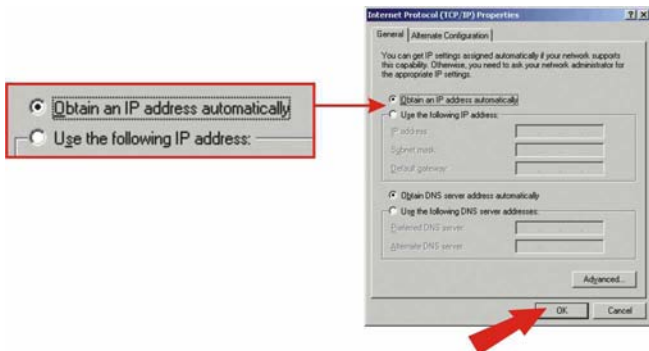 Obtain an IP address automatically
Use the following IP address:
Internet Protocol (TCP/IP) Properties
General
Alternate Configuration
You can get IP settings assigned automatically if your network supports
this capability. Otherwise, you need to ask your network administrator for
the appropriate IP settings.
Obtain an IP address automatically
Use the following IP address:
IP address:
Subnet mask:
Default gateway:
Obtain DNS server address automatically
Use the following DNS server addresses:
Preferred DNS server:
Alternate DNS server:
Advanced...
OK
Cancel